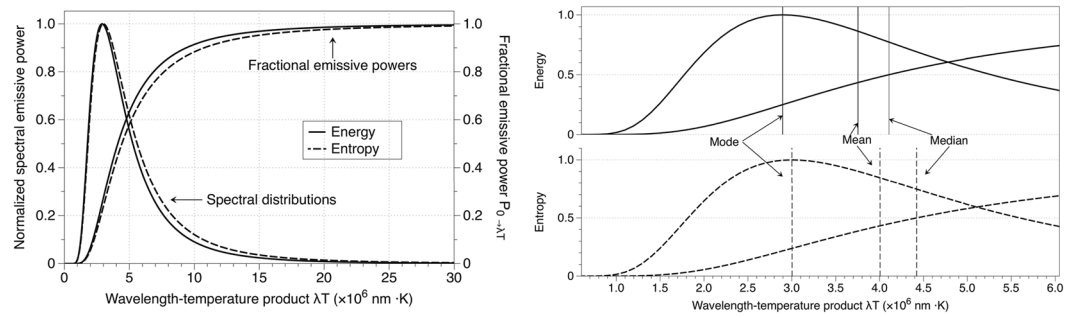 Normalized spectral emissive power
1.0
0.8
0.6
0.4
0.2
0
0 5 10 15 20 25 30
Wavelength-temperature product λT (×10⁶ nm ·K)
Fractional emissive powers
Energy
Entropy
Spectral distributions
1.0
0.8
0.6
0.4
0.2
0
Fractional emissive power P₀→λT
Energy
1.0
0.5
0
Mode
Mean
Median
Entropy
1.0
0.5
0
1.0 1.5 2.0 2.5 3.0 3.5 4.0 4.5 5.0 5.5 6.0
Wavelength-temperature product λT (×10⁶ nm ·K)